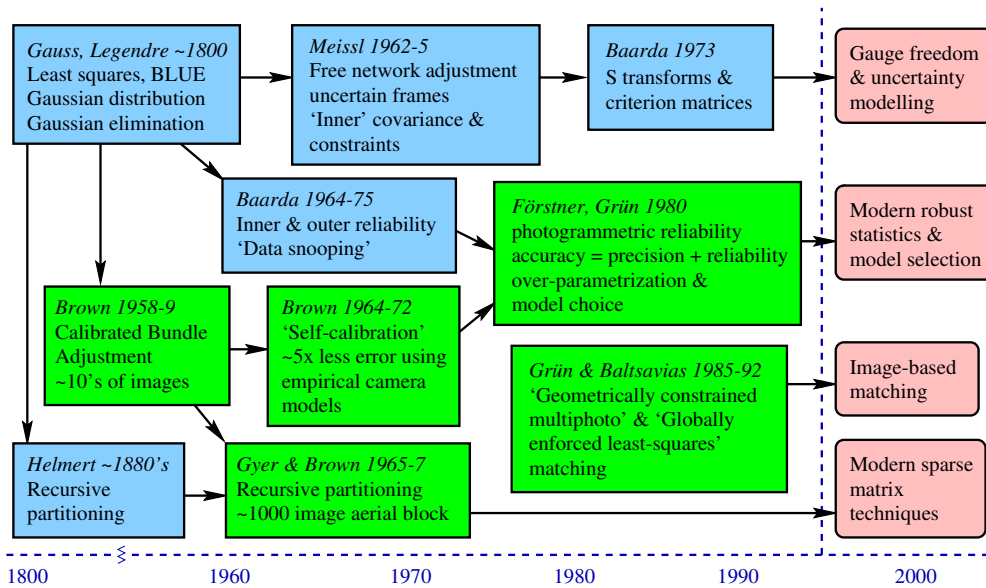 Gauss, Legendre ~1800
Least squares, BLUE
Gaussian distribution
Gaussian elimination
Meissl 1962-5
Free network adjustment
uncertain frames
‘Inner’ covariance &
constraints
Baarda 1973
S transforms &
criterion matrices
Gauge freedom
& uncertainty
modelling
Baarda 1964-75
Inner & outer reliability
‘Data snooping’
Förstner, Grün 1980
photogrammetric reliability
accuracy = precision + reliability
over-parametrization &
model choice
Modern robust
statistics &
model selection
Brown 1958-9
Calibrated Bundle
Adjustment
~10’s of images
Brown 1964-72
‘Self-calibration’
~5x less error using
empirical camera
models
Grün & Baltsavias 1985-92
‘Geometrically constrained
multiphoto’ & ‘Globally
enforced least-squares’
matching
Image-based
matching
Helmert ~1880’s
Recursive
partitioning
Gyer & Brown 1965-7
Recursive partitioning
~1000 image aerial block
Modern sparse
matrix
techniques
1800 1960 1970 1980 1990 2000